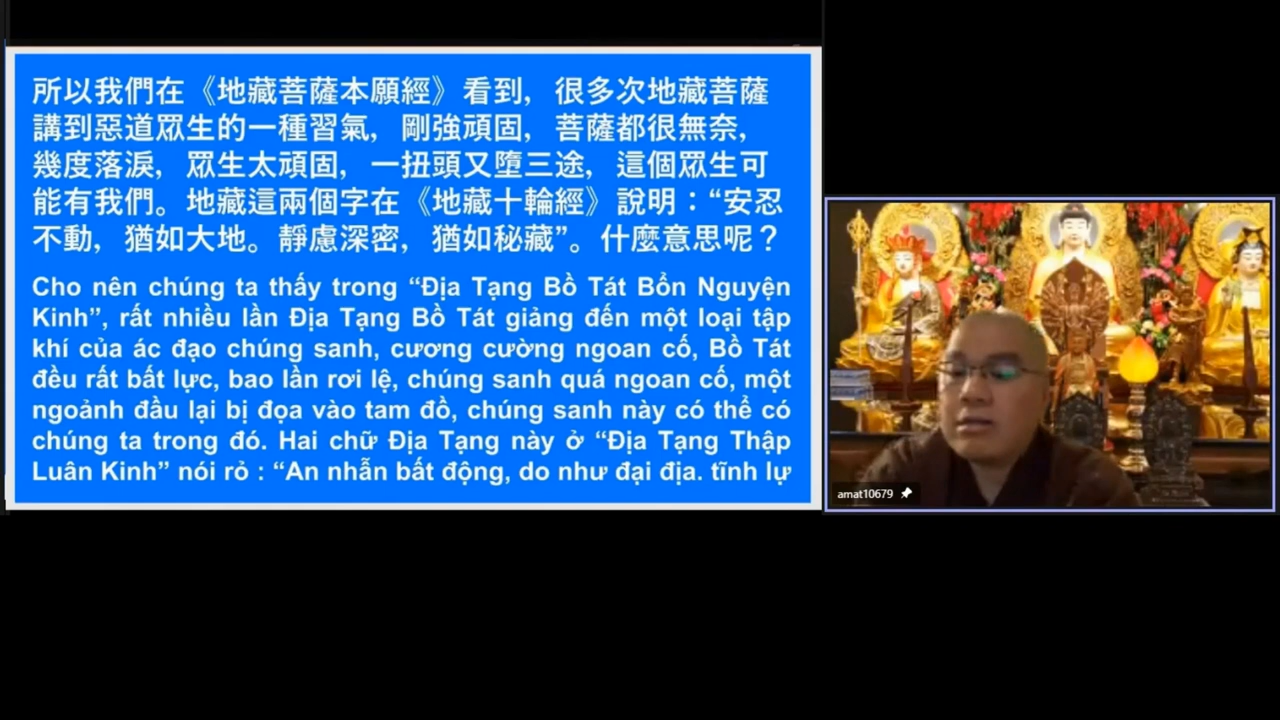 所以我們在《地藏菩薩本願經》看到，很多次地藏菩薩
講到惡道眾生的一種習氣，剛強頑固，菩薩都很無奈，
幾度落淚，眾生太頑固，一扭頭又墮三途，這個眾生可
能有我們。地藏這兩個字在《地藏十輪經》說明：“安忍
不動，猶如大地。靜慮深密，猶如秘藏”。什麼意思呢？
Cho nên chúng ta thấy trong “Địa Tạng Bồ Tát Bổn Nguyện
Kinh”, rất nhiều lần Địa Tạng Bồ Tát giảng đến một loại tập
khí của ác đạo chúng sanh, cương cường ngoan cố, Bồ Tát
đều rất bất lực, bao lần rơi lệ, chúng sanh quá ngoan cố, một
ngoảnh đầu lại bị đọa vào tam đồ, chúng sanh này có thể có
chúng ta trong đó. Hai chữ Địa Tạng này ở “Địa Tạng Thập
Luân Kinh” nói rỏ : “An nhẫn bất động, do như đại địa. tĩnh lự
amat10679